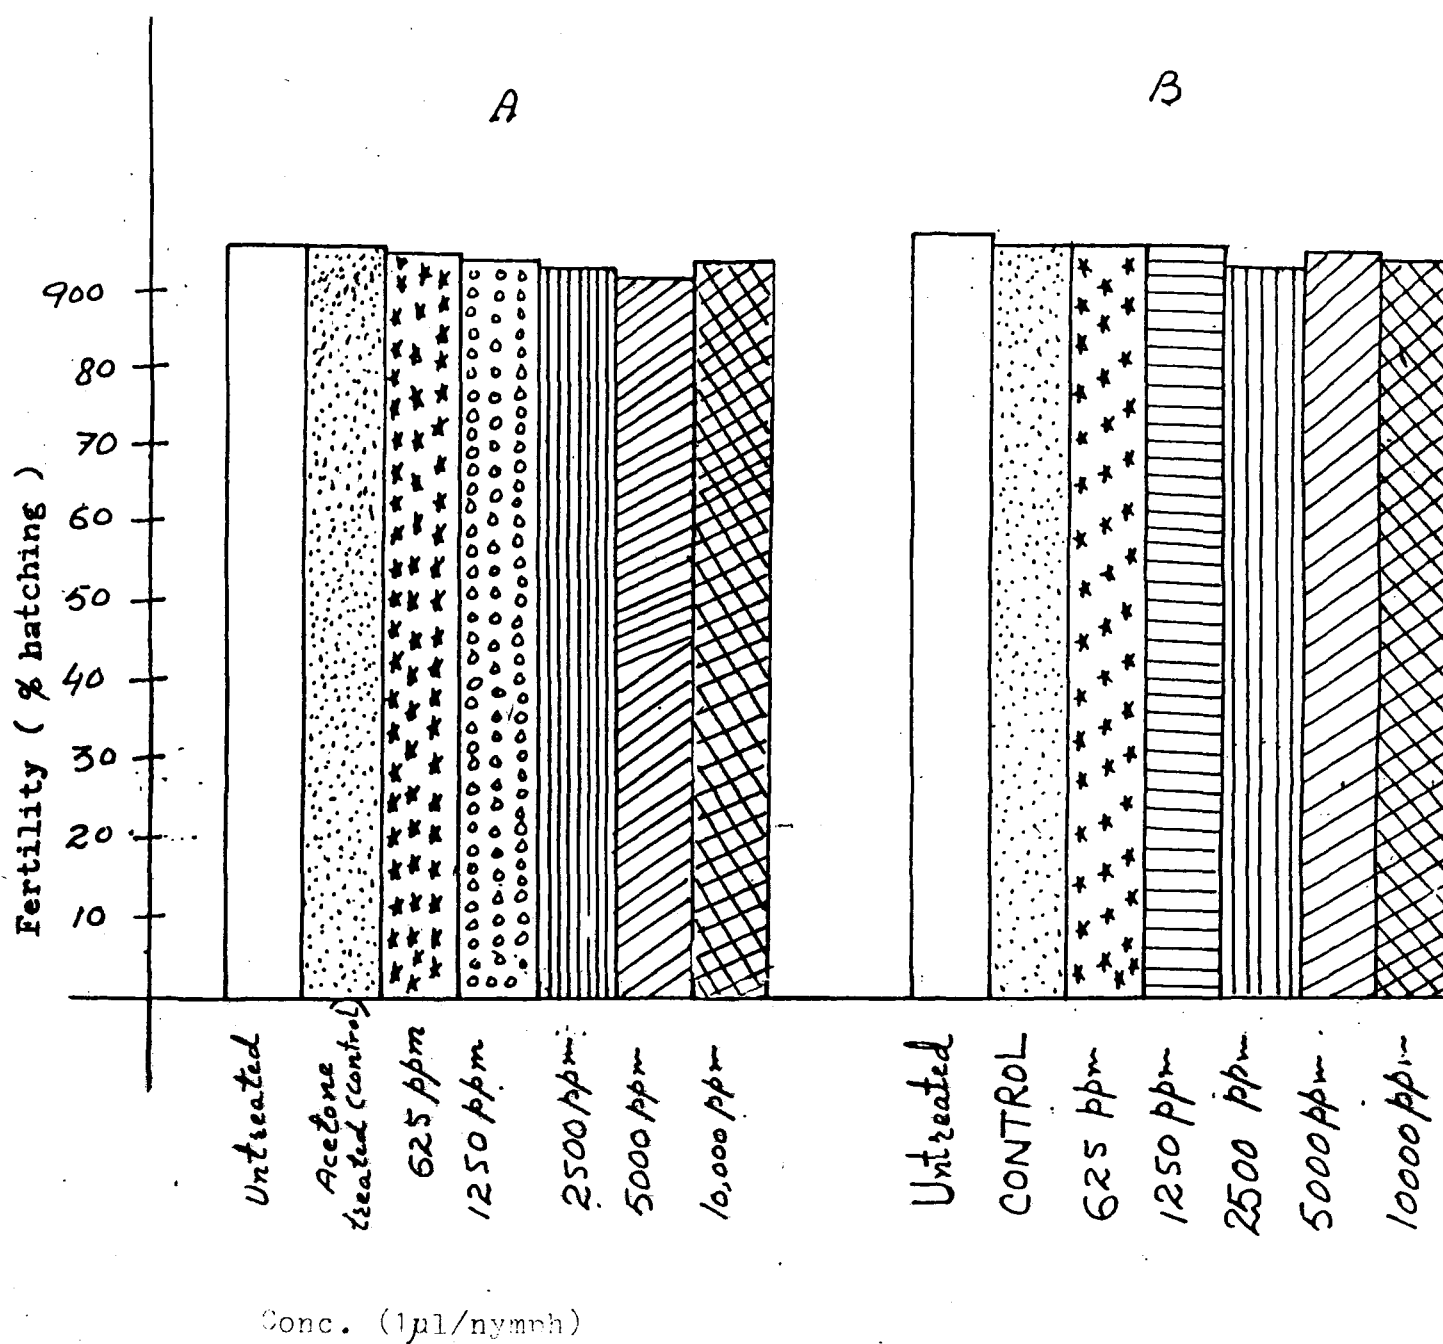 A
B
900
80
70
60
50
40
30
20
10
Fertility ( % hatching )
Untreated
Acetone
treated (control)
625 ppm
1250 ppm
2500 ppm
5000 ppm
10,000 ppm
Untreated
CONTROL
625 ppm
1250 ppm
2500 ppm
5000 ppm
10000 ppm
Conc. (1µl/nymph)